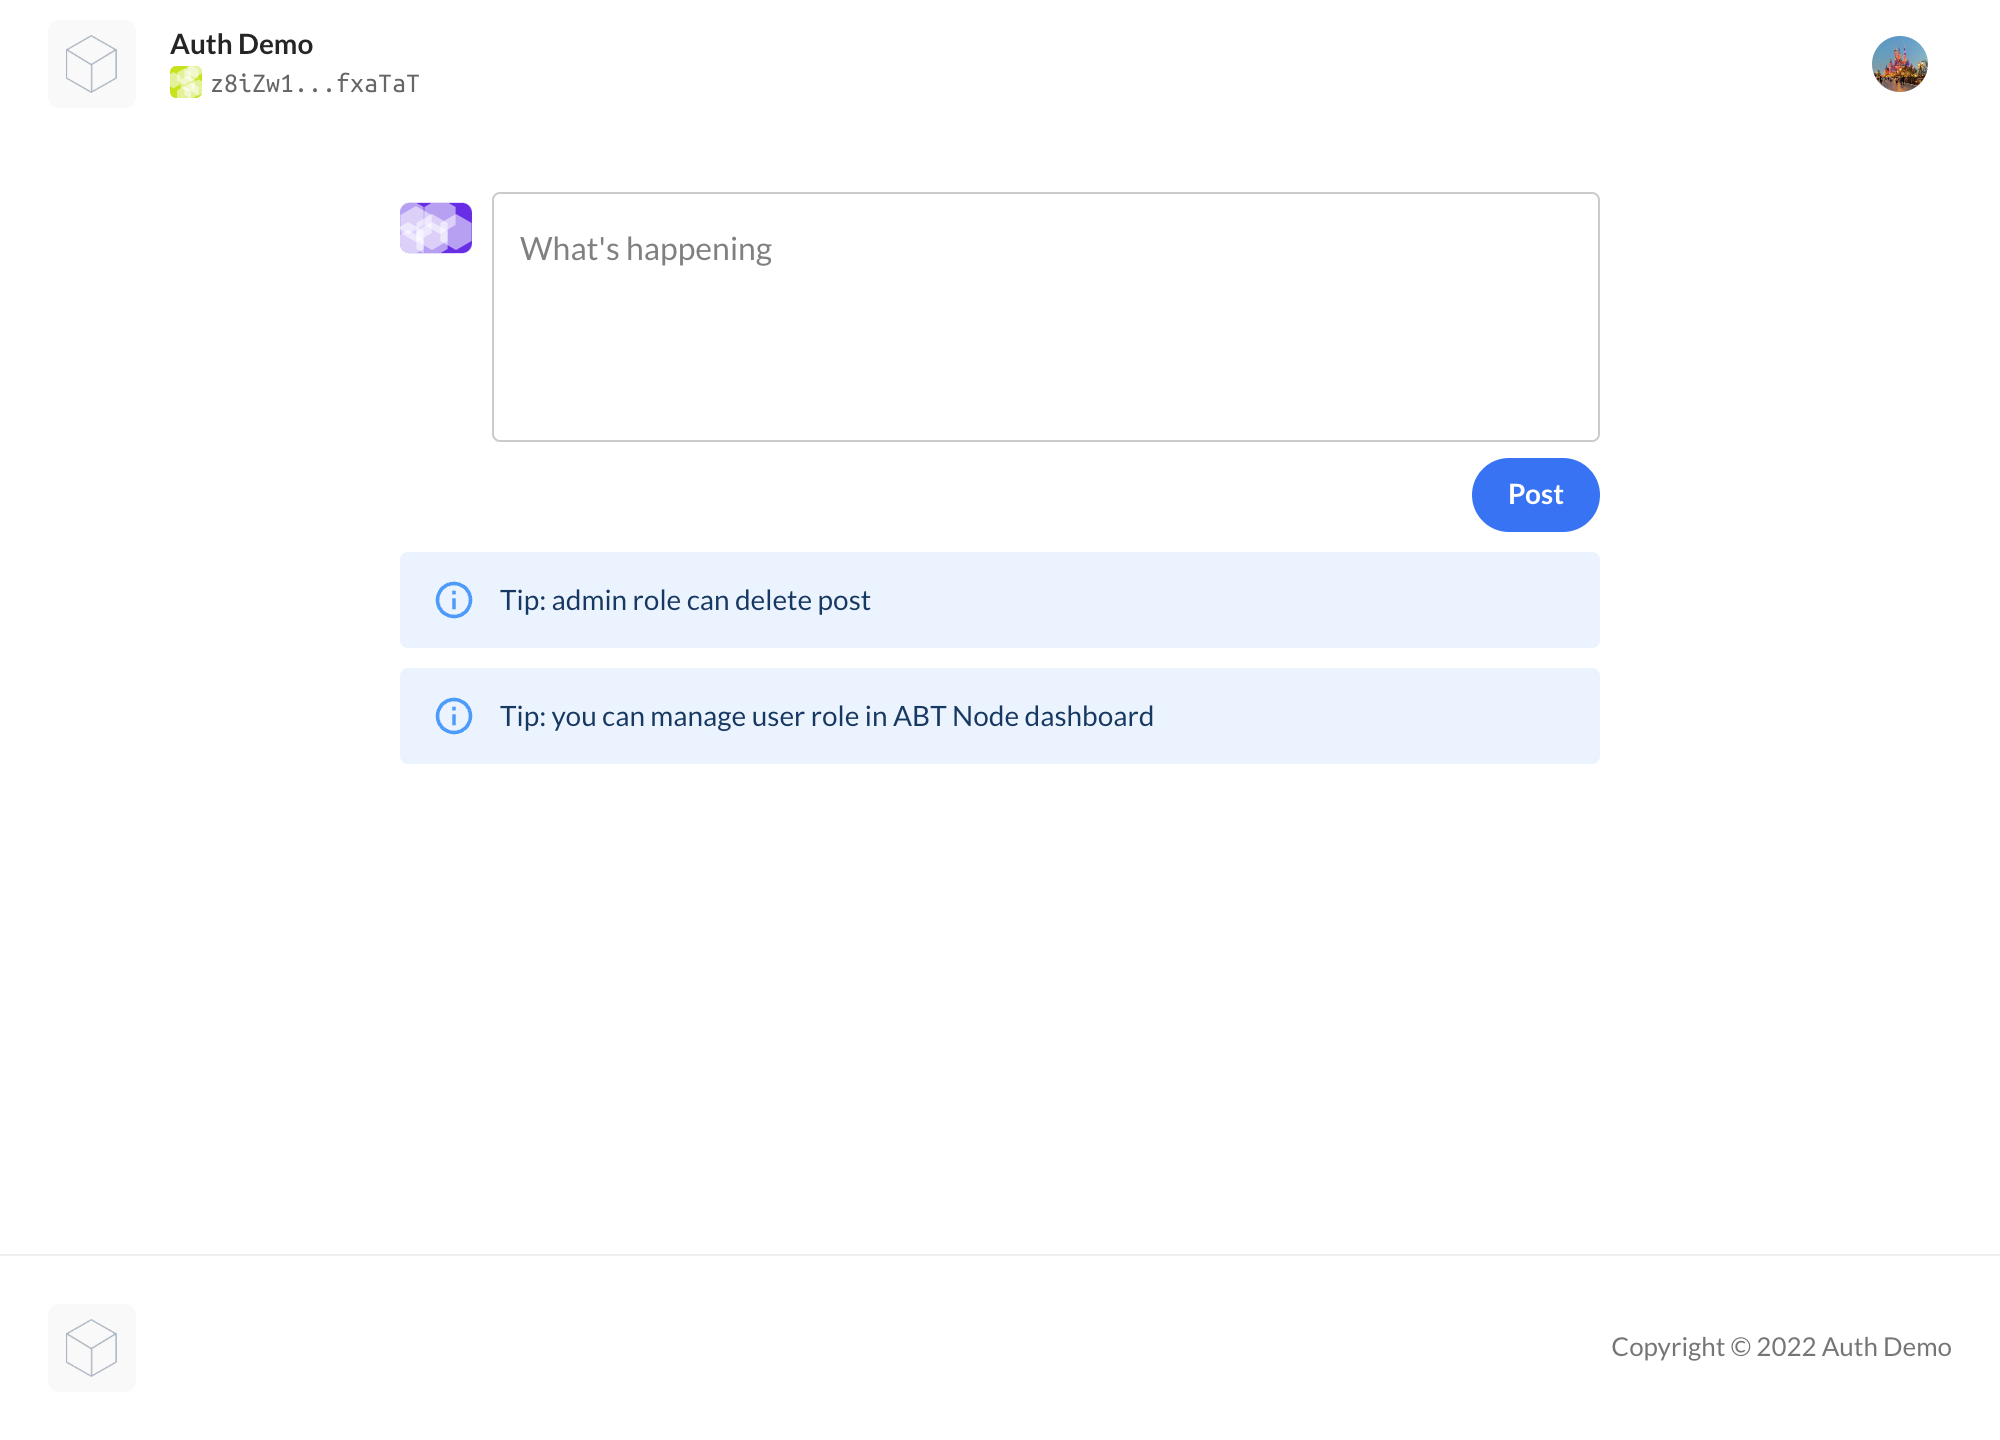 Auth Demo
z8iZw1...fxaTaT
What's happening
Post
Tip: admin role can delete post
Tip: you can manage user role in ABT Node dashboard
Copyright © 2022 Auth Demo